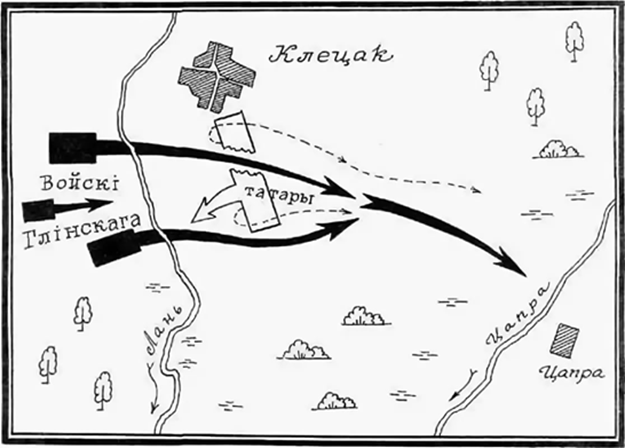 Клецак
Войскі
татары
Глінскага
Лань
Цапра
Цапра